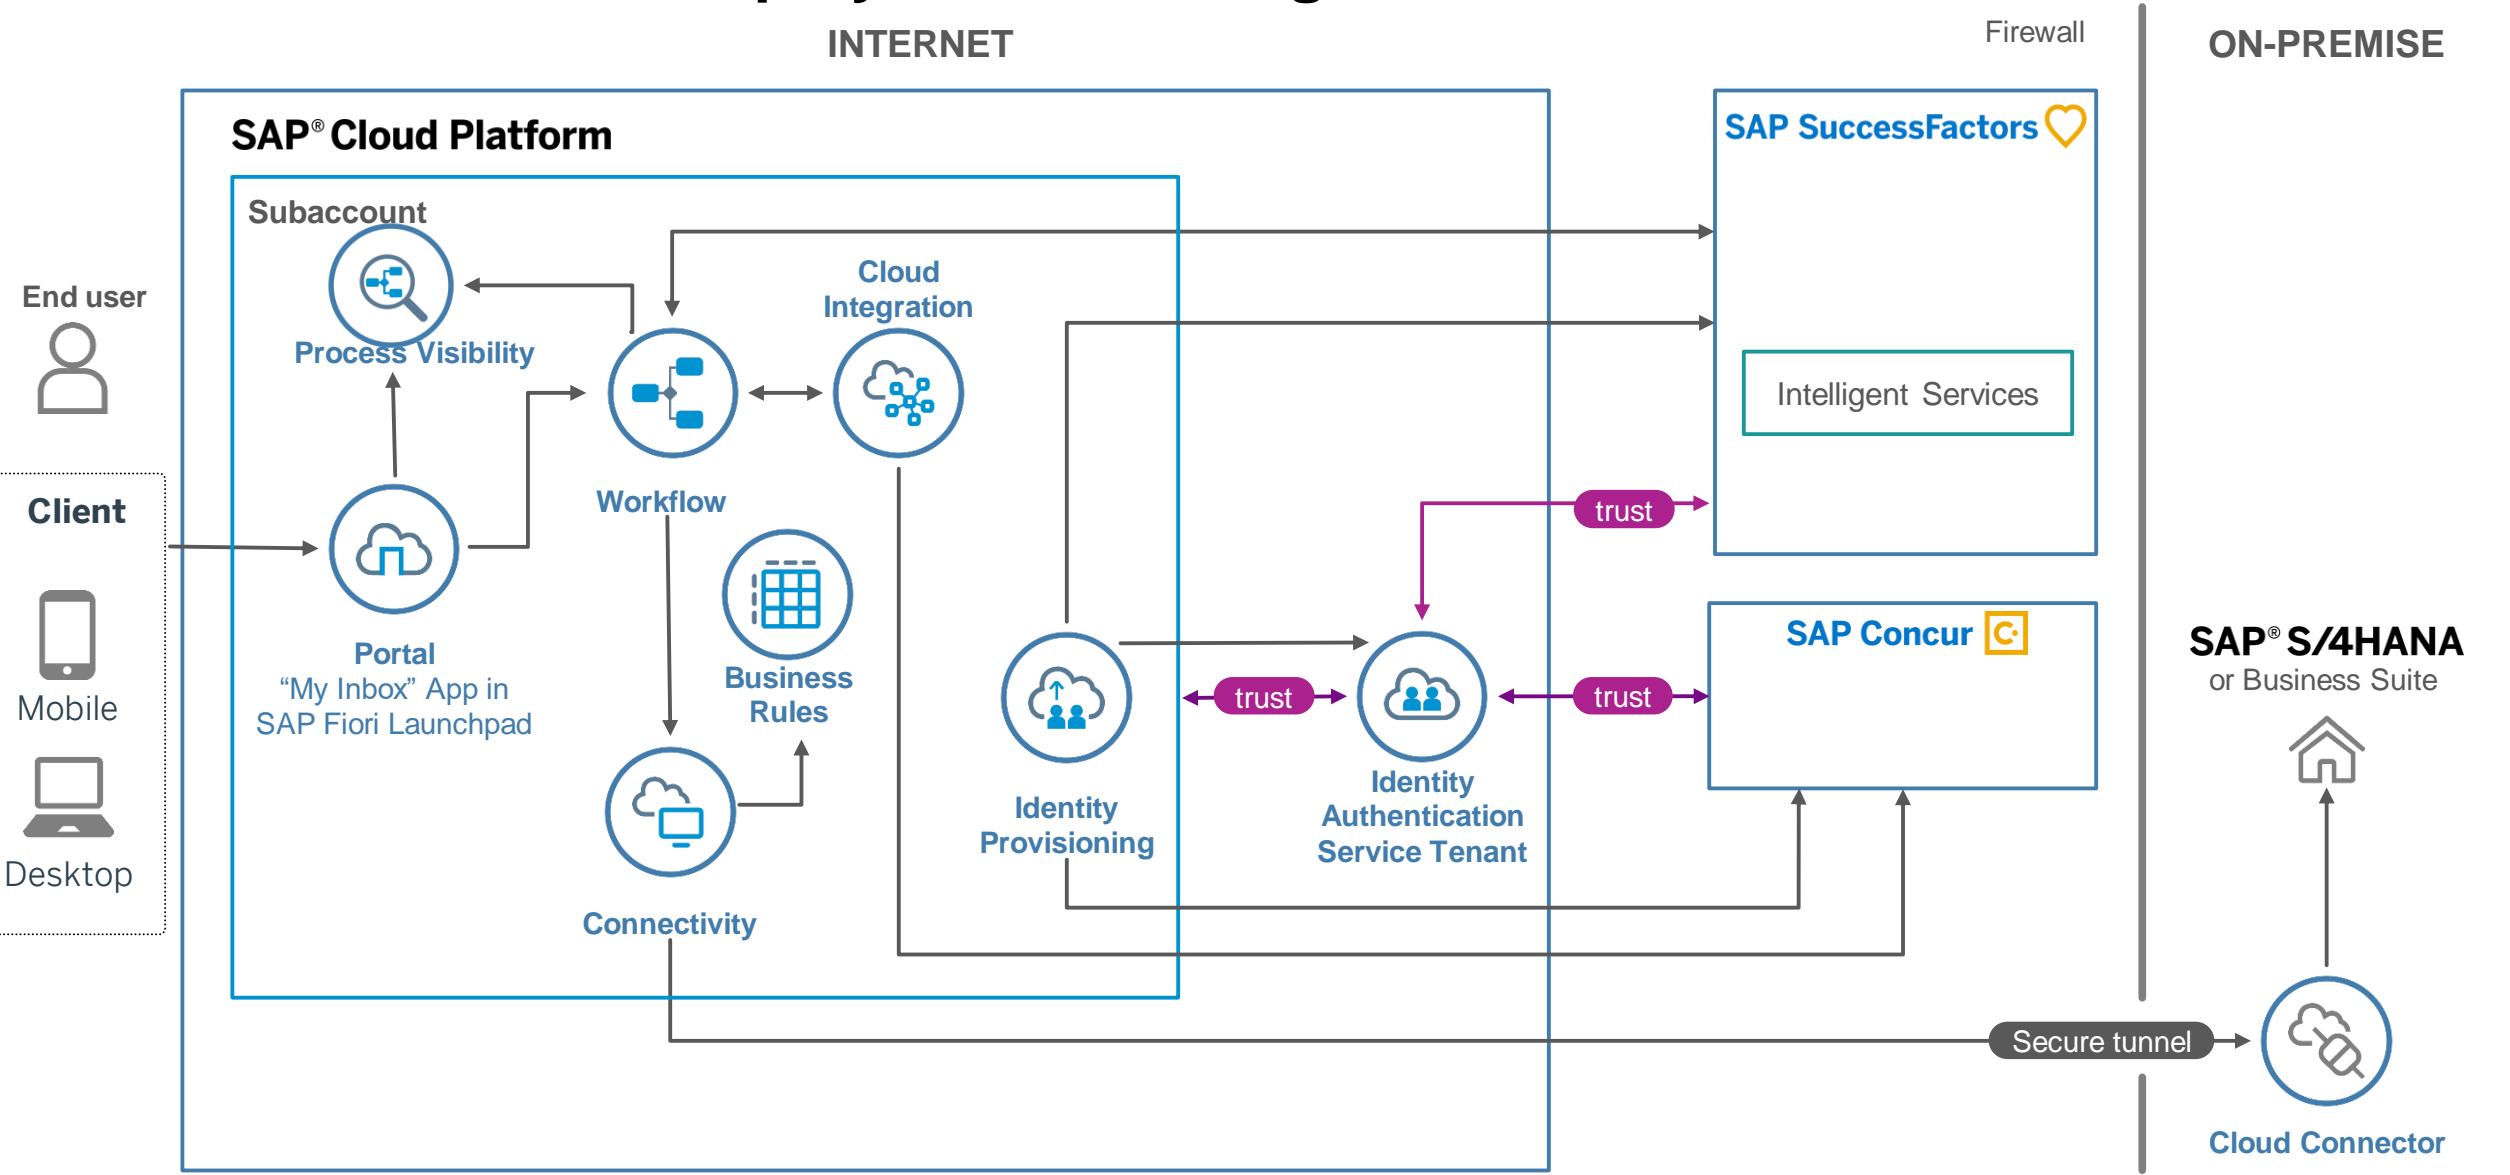 INTERNET
Firewall
ON-PREMISE
SAP® Cloud Platform
SAP SuccessFactors
Subaccount
End user
Process Visibility
Cloud
Integration
Intelligent Services
Client
Workflow
trust
Portal
“My Inbox” App in
SAP Fiori Launchpad
Business
Rules
SAP Concur
C.
SAP® S/4HANA
or Business Suite
Mobile
trust
trust
Identity
Authentication
Service Tenant
Identity
Provisioning
Desktop
Connectivity
Secure tunnel
Cloud Connector